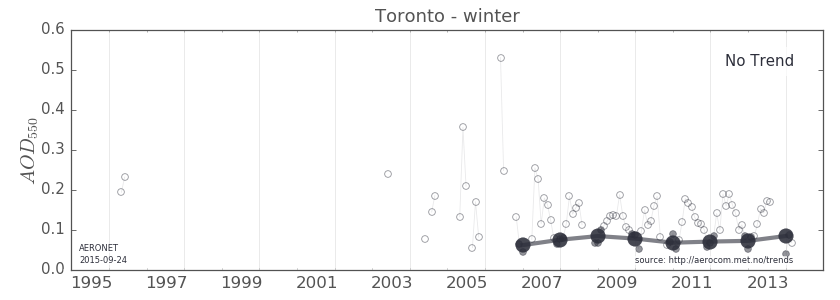 Toronto - winter
0.6
0.5
0.4
0.3
0.2
0.1
0.0
AOD550
No Trend
AERONET
2015-09-24
source: http://aerocom.met.no/trends
1995 1997 1999 2001 2003 2005 2007 2009 2011 2013